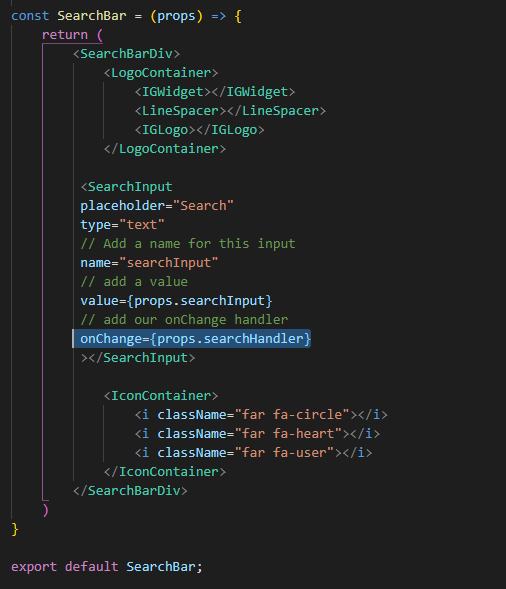 const SearchBar = (props) => {
    return (
        <SearchBarDiv>
            <LogoContainer>
                <IGWidget></IGWidget>
                <LineSpacer></LineSpacer>
                <IGLogo></IGLogo>
            </LogoContainer>

         <SearchInput
         placeholder="Search"
         type="text"
         // Add a name for this input
         name="searchInput"
         // add a value
         value={props.searchInput}
         // add our onChange handler
         onChange={props.searchHandler}
         ></SearchInput>

            <IconContainer>
                <i className="far fa-circle"></i>
                <i className="far fa-heart"></i>
                <i className="far fa-user"></i>
            </IconContainer>
        </SearchBarDiv>
    )
}

export default SearchBar;